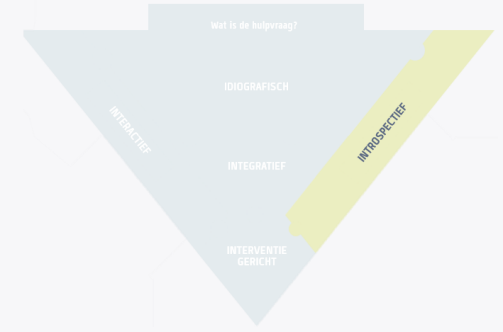 Wat is de hulpvraag?
IDIOGRAFISCH
INTERACTIEF
INTROSPECTIEF
INTEGRATIEF
INTERVENTIE
GERICHT